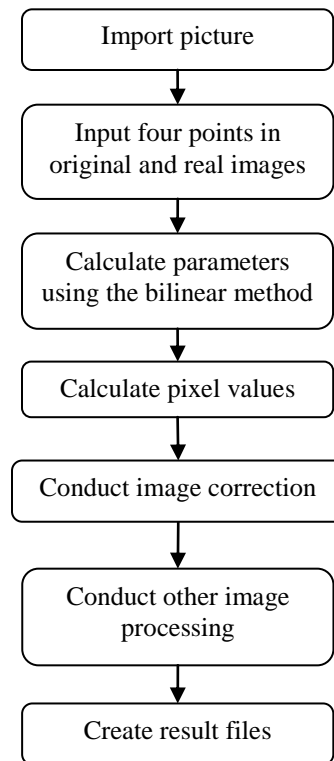 Import picture
Input four points in
original and real images
Calculate parameters
using the bilinear method
Calculate pixel values
Conduct image correction
Conduct other image
processing
Create result files